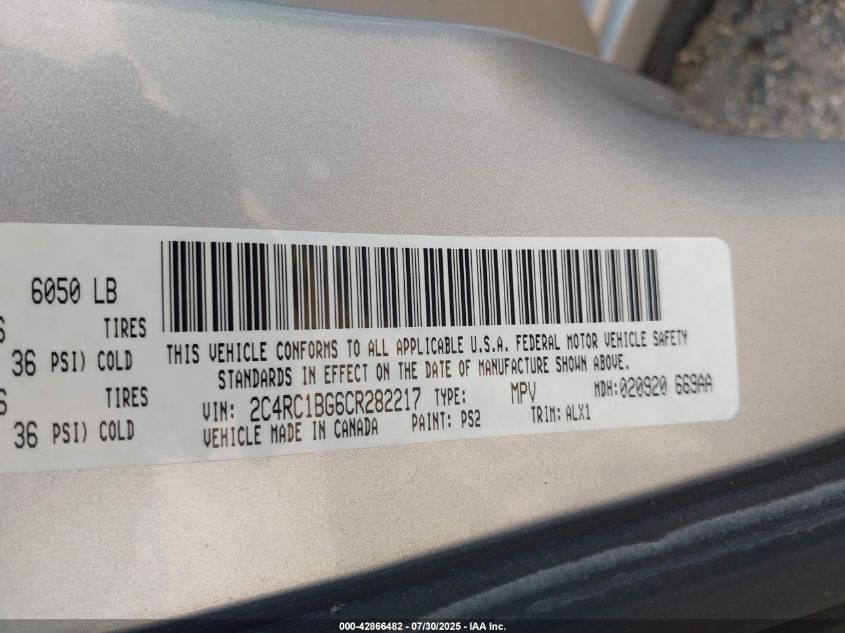 6050 LB
THIS VEHICLE CONFORMS TO ALL APPLICABLE U.S.A. FEDERAL MOTOR VEHICLE SAFETY
STANDARDS IN EFFECT ON THE DATE OF MANUFACTURE SHOWN ABOVE.
TIRES
36 PSI) COLD
TIRES
36 PSI) COLD
VIN: 2C4RC1BG6CR282217 TYPE: MPV MDH:020920 669AA
VEHICLE MADE IN CANADA PAINT: PS2 TRIM: ALX1
000-42866482 - 07/30/2025 - IAA Inc.